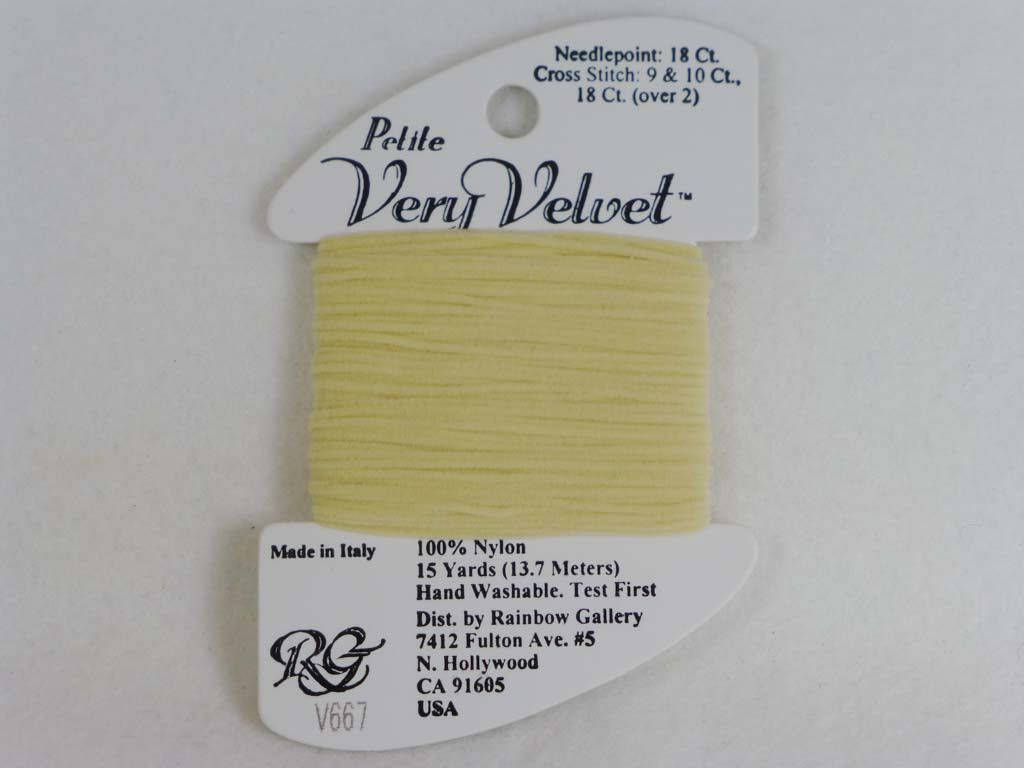 Needlepoint: 18 Ct.
Cross Stitch: 9 & 10 Ct.,
18 Ct. (over 2)
Petite
Very Velvet™
Made in Italy
100% Nylon
15 Yards (13.7 Meters)
Hand Washable. Test First
Dist. by Rainbow Gallery
7412 Fulton Ave. #5
N. Hollywood
CA 91605
USA
RG
V667